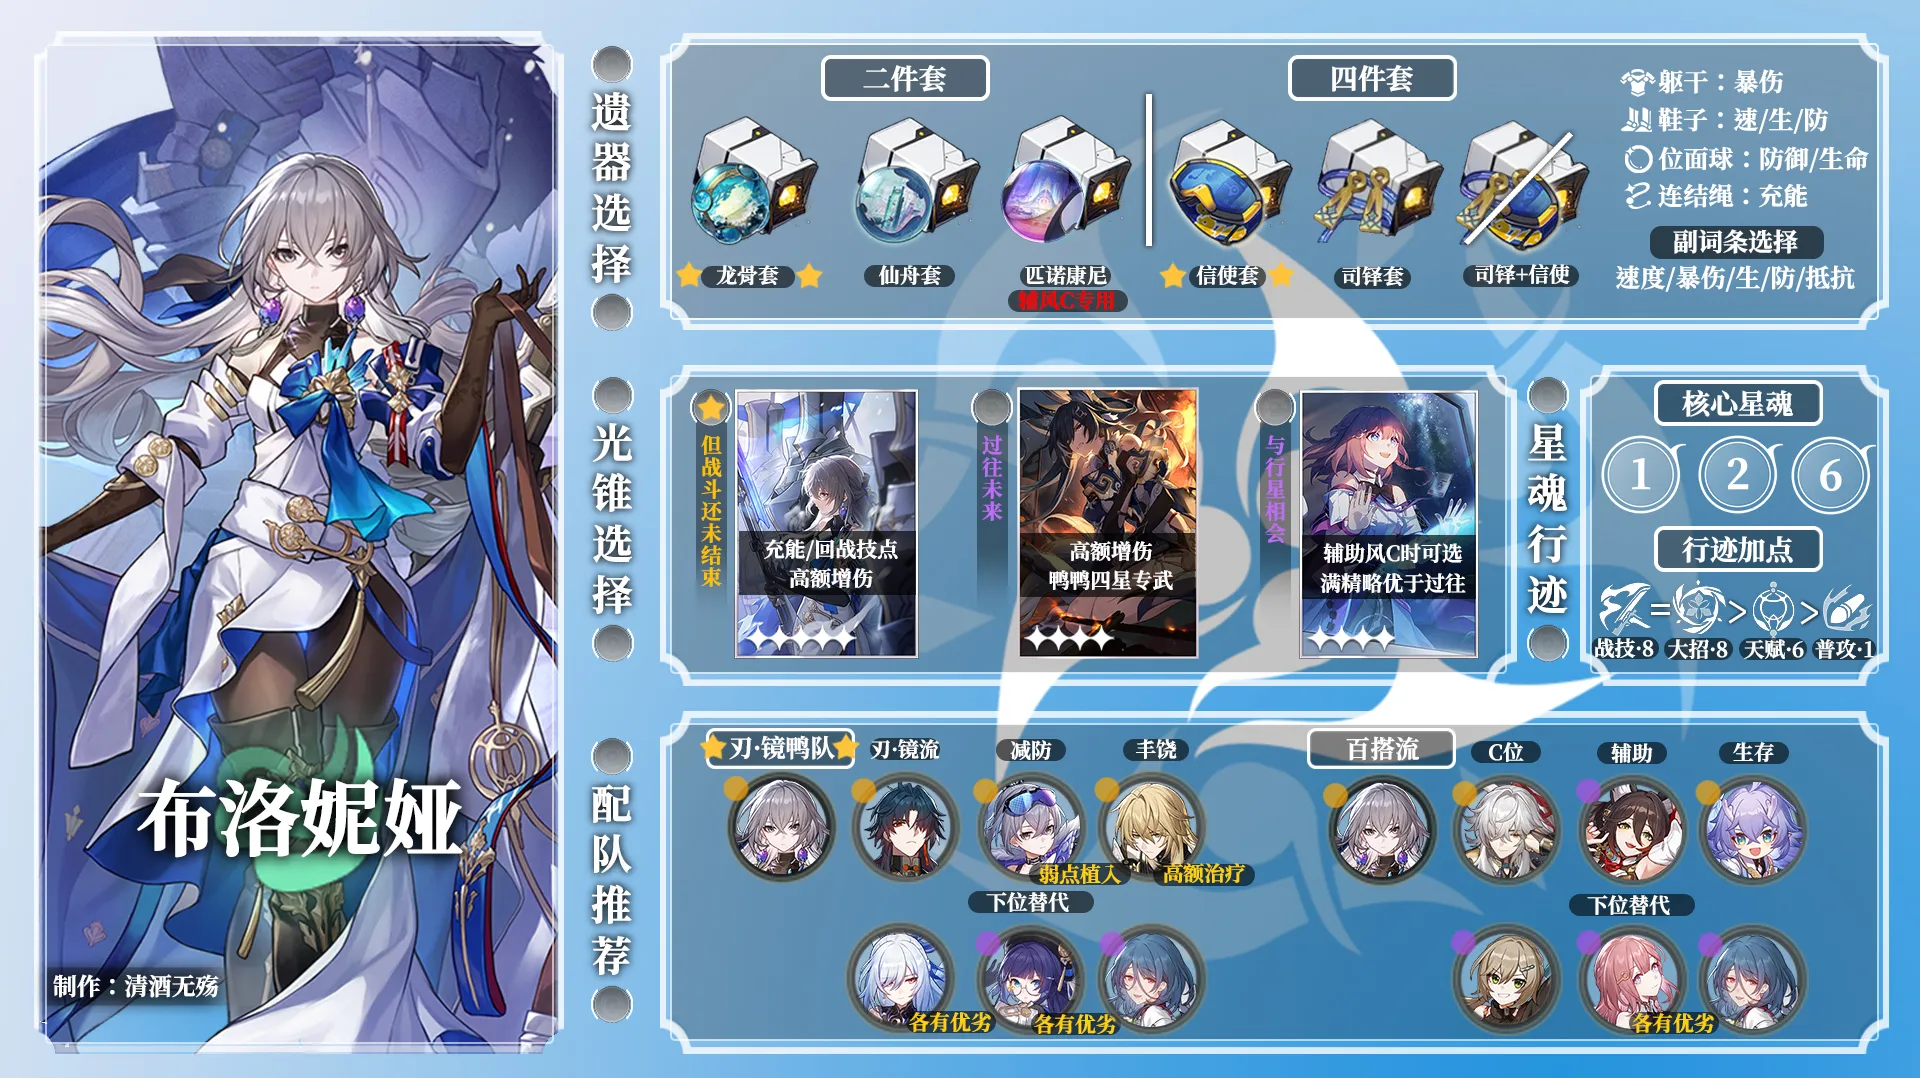 布洛妮娅
制作：清酒无殇
遗器选择
二件套
龙骨套
仙舟套
匹诺康尼
辅风C专用
四件套
信使套
司铎套
司铎+信使
躯干：暴伤
鞋子：速/生/防
位面球：防御/生命
连结绳：充能
副词条选择
速度/暴伤/生/防/抵抗
光锥选择
但战斗还未结束
充能/回战技点
高额增伤
过往未来
高额增伤
鸭鸭四星专武
与行星相会
辅助风C时可选
满精略优于过往
星魂行迹
核心星魂
1 2 6
行迹加点
= > >
战技·8 大招·8 天赋·6 普攻·1
配队推荐
刃·镜鸭队
刃·镜流
减防
丰饶
弱点植入
高额治疗
下位替代
各有优劣
各有优劣
百搭流
C位
辅助
生存
下位替代
各有优劣